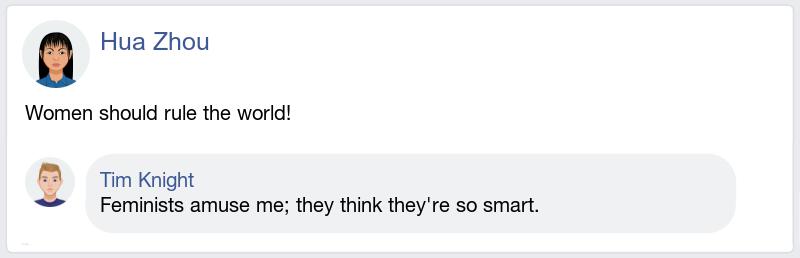 Hua Zhou
Women should rule the world!
Tim Knight
Feminists amuse me; they think they're so smart.